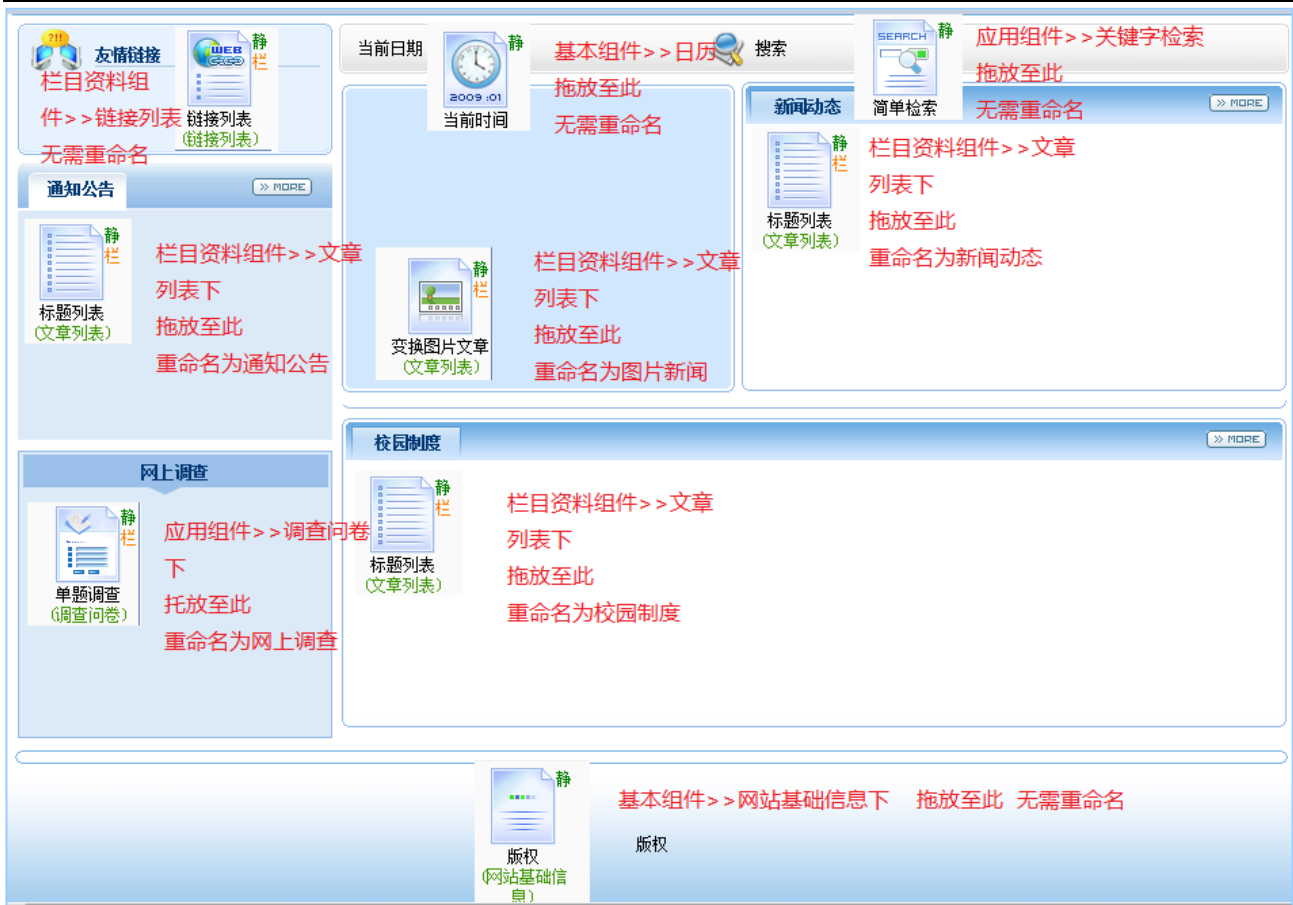 友情链接
WEB
静
栏
栏目资料组
件>>链接列表
无需重命名
链接列表
(链接列表)
当前日期
2009 :01
静
当前时间
基本组件>>日历
拖放至此
无需重命名
搜索
SEARCH
静
简单检索
应用组件>>关键字检索
拖放至此
无需重命名
通知公告
>> MORE
静
栏
标题列表
(文章列表)
栏目资料组件>>文章
列表下
拖放至此
重命名为通知公告
静
栏
变换图片文章
(文章列表)
栏目资料组件>>文章
列表下
拖放至此
重命名为图片新闻
新闻动态
>> MORE
静
栏
标题列表
(文章列表)
栏目资料组件>>文章
列表下
拖放至此
重命名为新闻动态
网上调查
静
栏
单题调查
(调查问卷)
应用组件>>调查问卷
下
托放至此
重命名为网上调查
校园制度
>> MORE
静
栏
标题列表
(文章列表)
栏目资料组件>>文章
列表下
拖放至此
重命名为校园制度
静
版权
(网站基础信
息)
基本组件>>网站基础信息下 拖放至此 无需重命名
版权